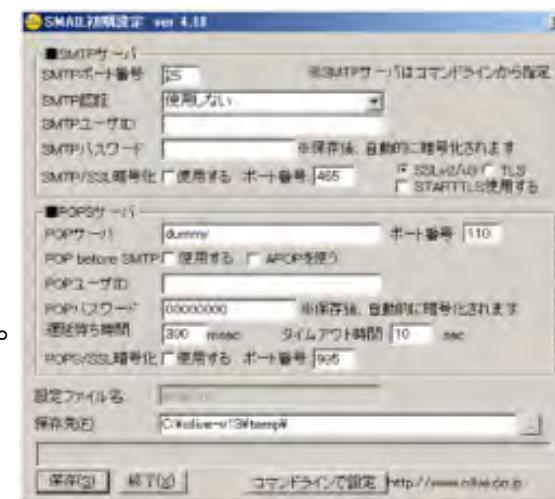 SMAIL初期設定 ver 4.18
■SMTPサーバ
SMTPポート番号 25 ※SMTPサーバはコマンドラインから指定
SMTP認証 使用しない
SMTPユーザID
SMTPパスワード ※保存後、自動的に暗号化されます
SMTP/SSL暗号化 使用する ポート番号 465 SSLv2/v3 TLS
STARTTLS使用する
■POPSサーバ
POPサーバ dummy ポート番号 110
POP before SMTP 使用する APOPを使う
POPユーザID
POPパスワード 00000000 ※保存後、自動的に暗号化されます
。
遅延待ち時間 300 msec タイムアウト時間 10 sec
POPS/SSL暗号化 使用する ポート番号 995
設定ファイル名
保存先(E) C:¥olive-v13¥temp¥ ...
保存(S) 終了(X) コマンドラインで設定 http://www.olive.co.jp